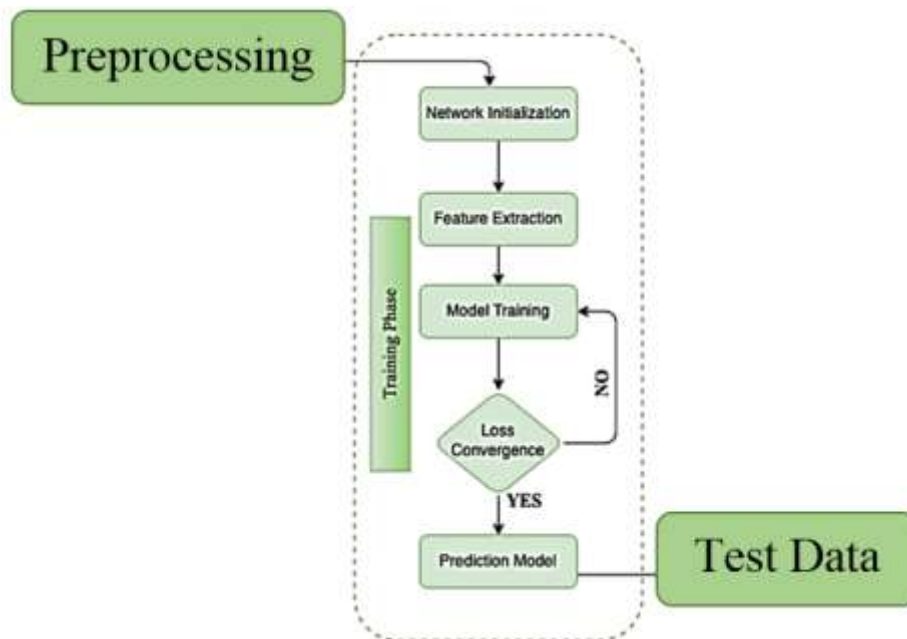 Preprocessing
Network Initialization
Feature Extraction
Training Phase
Model Training
NO
Loss
Convergence
YES
Prediction Model
Test Data